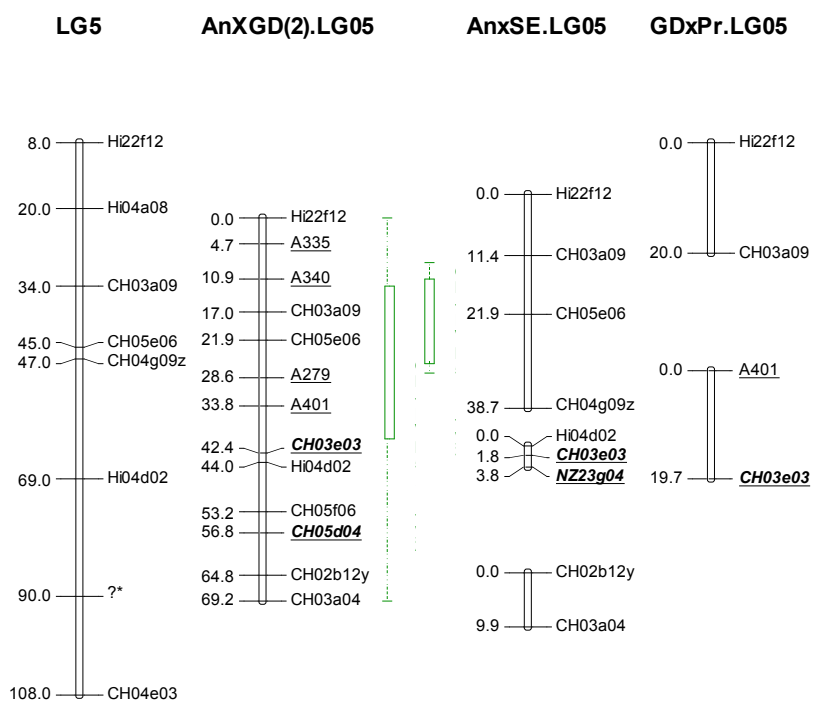 LG5
AnXGD(2).LG05
AnxSE.LG05
GDxPr.LG05
8.0 Hi22f12
20.0 Hi04a08
34.0 CH03a09
45.0 CH05e06
47.0 CH04g09z
69.0 Hi04d02
90.0 ?*
108.0 CH04e03
0.0 Hi22f12
4.7 A335
10.9 A340
17.0 CH03a09
21.9 CH05e06
28.6 A279
33.8 A401
42.4 CH03e03
44.0 Hi04d02
53.2 CH05f06
56.8 CH05d04
64.8 CH02b12y
69.2 CH03a04
0.0 Hi22f12
11.4 CH03a09
21.9 CH05e06
38.7 CH04g09z
0.0 Hi04d02
1.8 CH03e03
3.8 NZ23g04
0.0 CH02b12y
9.9 CH03a04
0.0 Hi22f12
20.0 CH03a09
0.0 A401
19.7 CH03e03